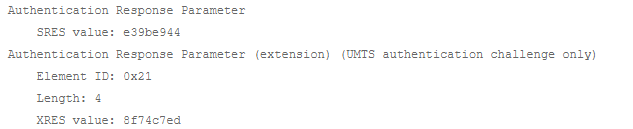 Authentication Response Parameter
SRES value: e39be944
Authentication Response Parameter (extension) (UMTS authentication challenge only)
Element ID: 0x21
Length: 4
XRES value: 8f74c7ed